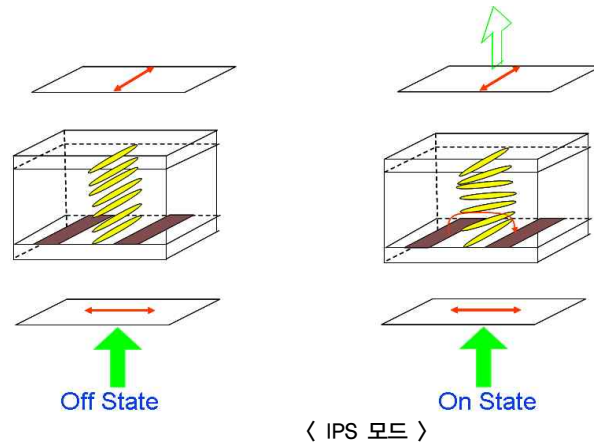 Off State
On State
〈 IPS 모드 〉